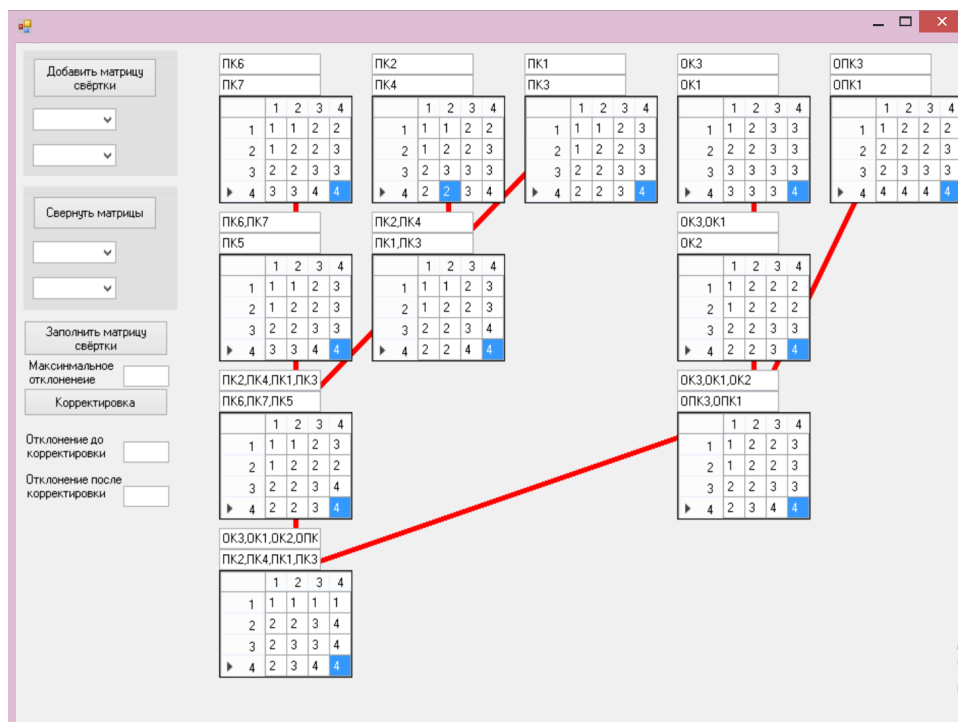 Добавить матрицу
свёртки
Свернуть матрицы
Заполнить матрицу
свёртки
Максинмальное
отклоненеие
Корректировка
Отклонение до
корректировки
Отклонение после
корректировки
ПК6
ПК7
1 2 3 4
1 1 1 2 2
2 1 2 2 3
3 2 2 3 3
4 3 3 4 4
ПК2
ПК4
1 2 3 4
1 1 1 2 2
2 1 2 2 3
3 2 3 3 3
4 2 2 3 4
ПК1
ПК3
1 2 3 4
1 1 1 2 3
2 1 2 2 3
3 2 2 3 3
4 2 2 3 4
ОК3
ОК1
1 2 3 4
1 1 2 3 3
2 1 2 3 3
3 3 3 3 3
4 3 3 3 4
ОПК3
ОПК1
1 2 3 4
1 1 2 2 2
2 1 2 2 3
3 2 3 3 3
4 4 4 4 4
ПК6,ПК7
ПК5
1 2 3 4
1 1 1 2 3
2 1 2 2 3
3 2 2 3 3
4 3 3 4 4
ПК2,ПК4
ПК1,ПК3
1 2 3 4
1 1 1 2 3
2 1 2 2 3
3 2 2 3 4
4 2 2 4 4
ОК3,ОК1
ОК2
1 2 3 4
1 1 2 2 2
2 1 2 2 2
3 2 2 3 3
4 2 2 3 4
ПК2,ПК4,ПК1,ПК3
ПК6,ПК7,ПК5
1 2 3 4
1 1 1 2 3
2 1 2 2 2
3 2 2 3 4
4 2 2 3 4
ОК3,ОК1,ОК2
ОПК3,ОПК1
1 2 3 4
1 1 2 2 3
2 1 2 2 3
3 2 2 3 3
4 2 3 4 4
ОК3,ОК1,ОК2,ОПК
ПК2,ПК4,ПК1,ПК3
1 2 3 4
1 1 1 1 1
2 2 2 3 4
3 2 3 3 4
4 2 3 4 4